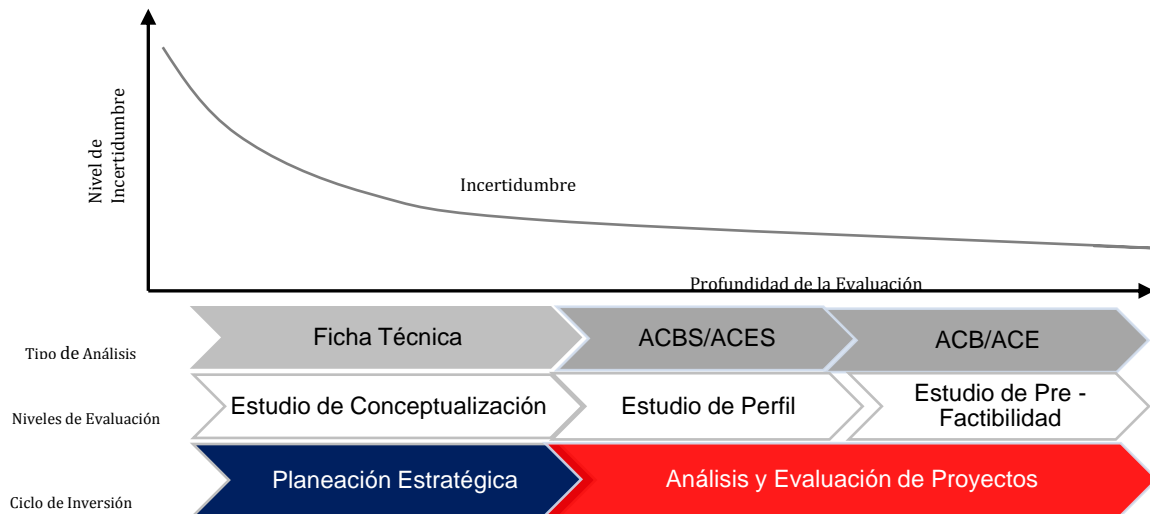 Nivel de
Incertidumbre
Incertidumbre
Profundidad de la Evaluación
Tipo de Análisis
Ficha Técnica
ACBS/ACES
ACB/ACE
Niveles de Evaluación
Estudio de Conceptualización
Estudio de Perfil
Estudio de Pre -
Factibilidad
Ciclo de Inversión
Planeación Estratégica
Análisis y Evaluación de Proyectos